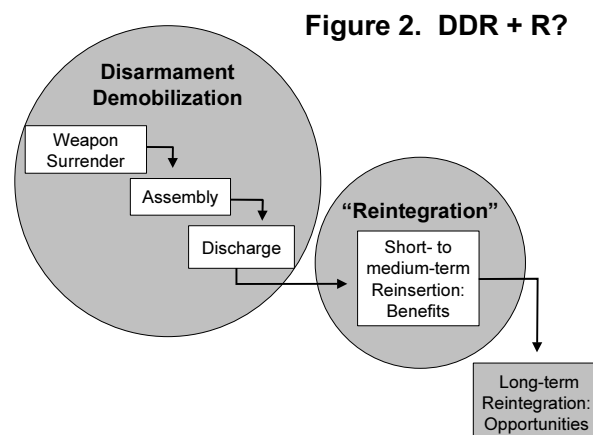 Figure 2.  DDR + R?
Disarmament
Demobilization
Weapon
Surrender
Assembly
Discharge
“Reintegration”
Short- to
medium-term
Reinsertion:
Benefits
Long-term
Reintegration:
Opportunities